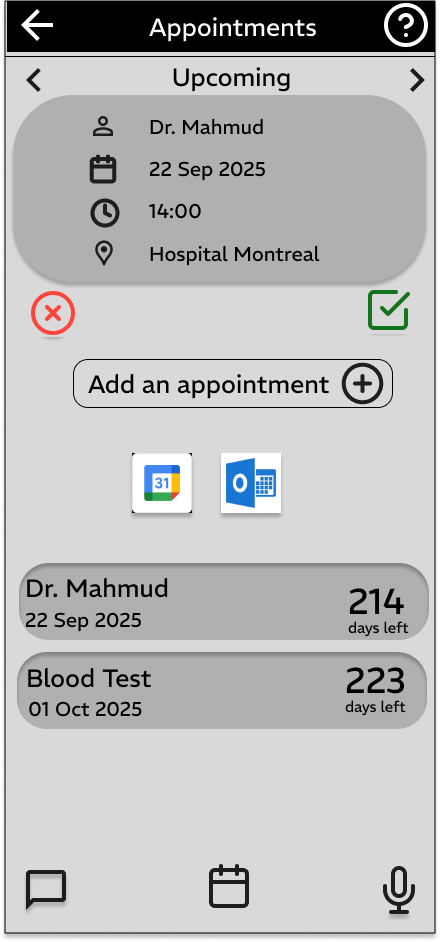 Appointments
Upcoming
Dr. Mahmud
22 Sep 2025
14:00
Hospital Montreal
Add an appointment
31
O
Dr. Mahmud
22 Sep 2025
214
days left
Blood Test
01 Oct 2025
223
days left